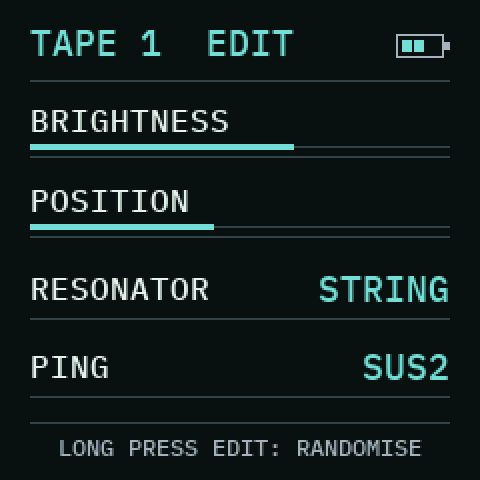 TAPE 1 EDIT
BRIGHTNESS
POSITION
RESONATOR STRING
PING SUS2
LONG PRESS EDIT: RANDOMISE